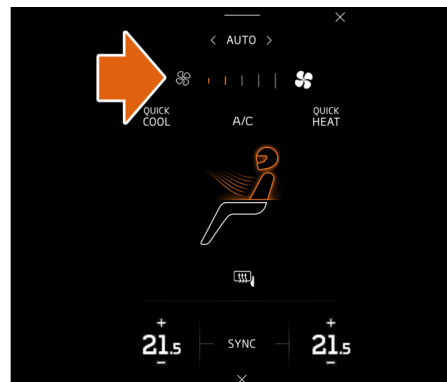 < AUTO >
QUICK COOL
A/C
QUICK HEAT
+ +
21.5 SYNC 21.5
− −